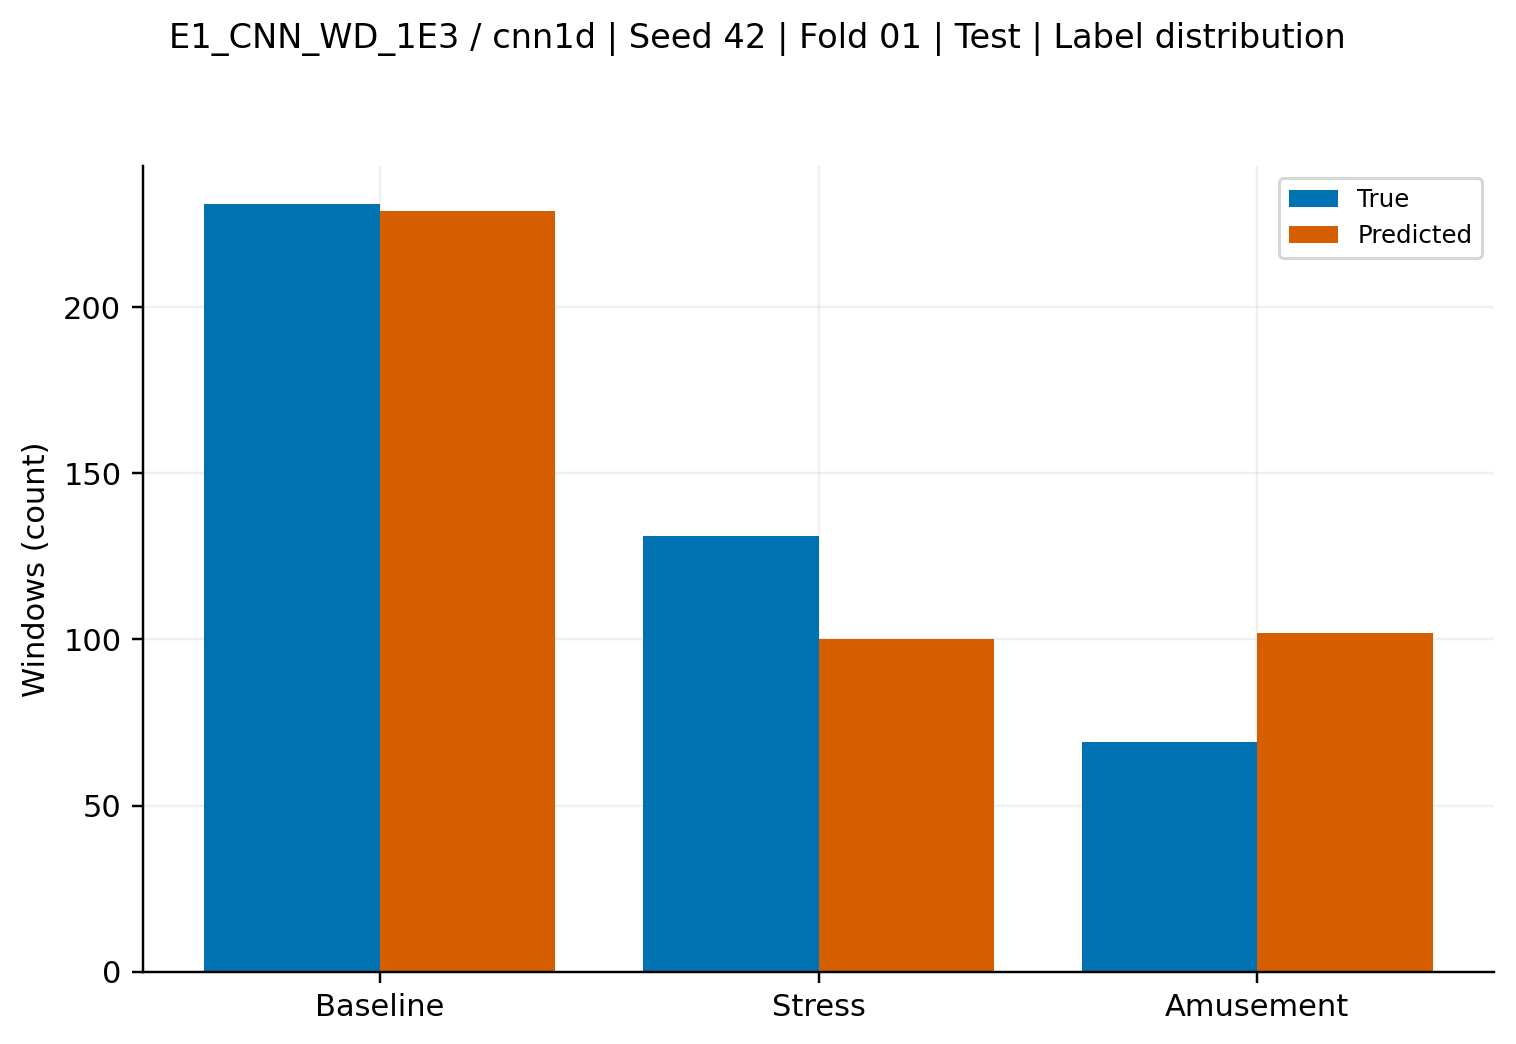 E1_CNN_WD_1E3 / cnn1d | Seed 42 | Fold 01 | Test | Label distribution
True
Predicted
Windows (count)
200
150
100
50
0
Baseline
Stress
Amusement